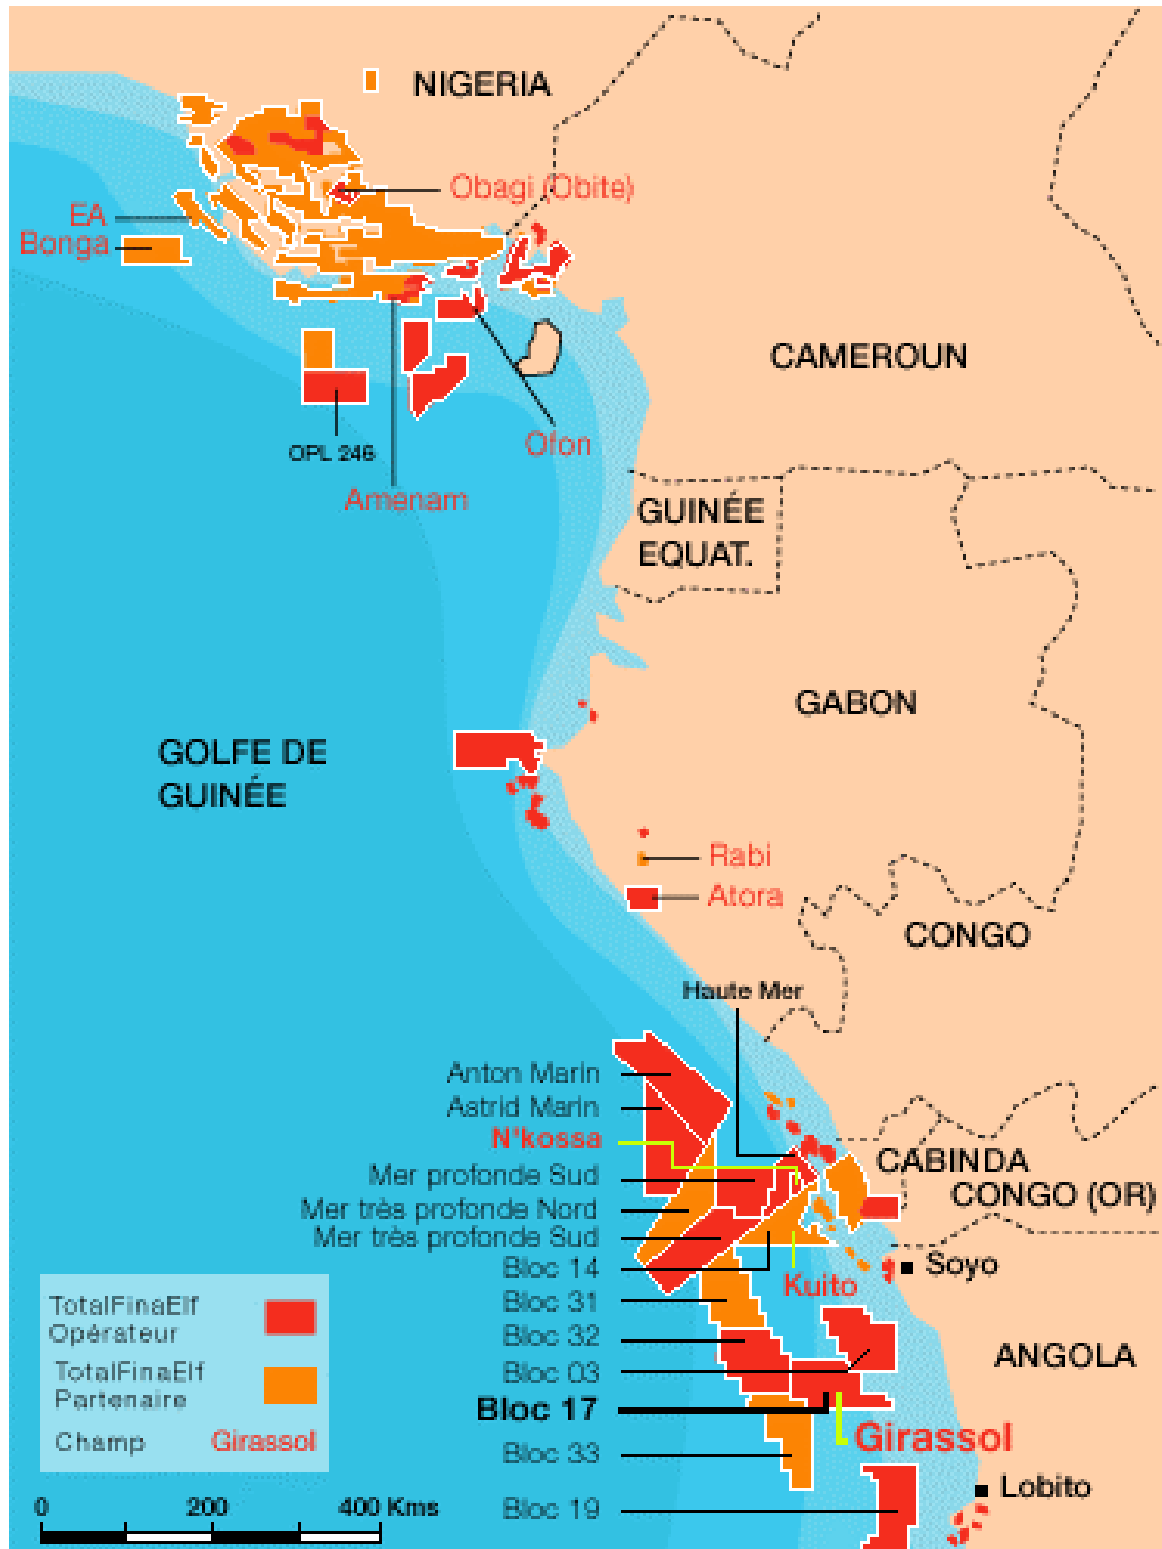 NIGERIA
Obagi (Obite)
EA
Bonga
CAMEROUN
OPL 246
Ofon
Amenam
GUINÉE
EQUAT.
GABON
GOLFE DE
GUINÉE
Rabi
Atora
CONGO
Haute Mer
Anton Marin
Astrid Marin
N'kossa
Mer profonde Sud
CABINDA
CONGO (OR)
Mer très profonde Nord
Mer très profonde Sud
Bloc 14
Soyo
Kuito
Bloc 31
Bloc 32
ANGOLA
Bloc 03
Bloc 17
Girassol
Bloc 33
Lobito
Bloc 19
TotalFinaElf
Opérateur
TotalFinaElf
Partenaire
Champ Girassol
0 200 400 Kms